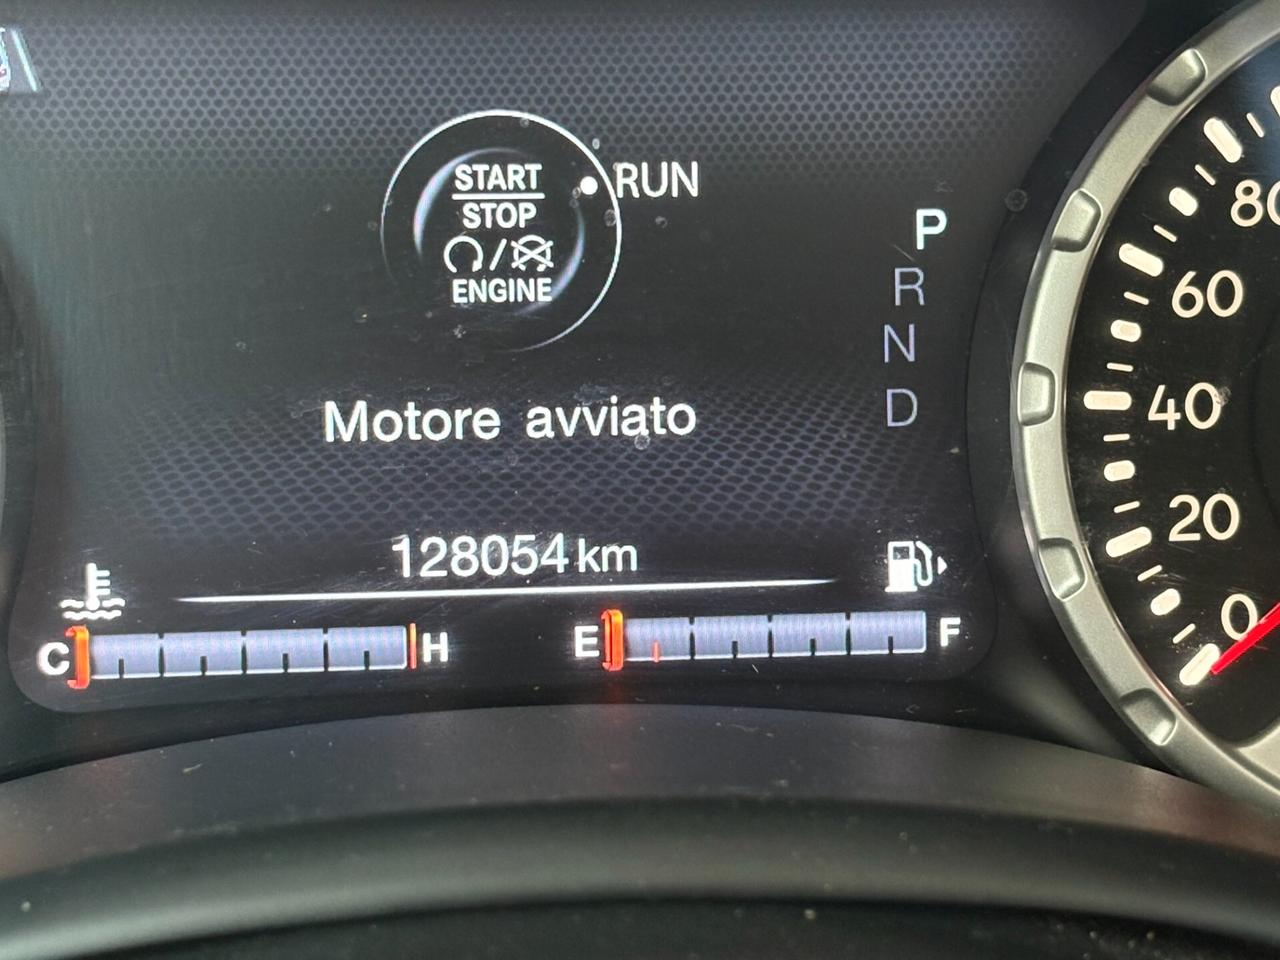 START
STOP
ENGINE
RUN
P
R
N
D
Motore avviato
128054 km
C H
E F
80
60
40
20
0